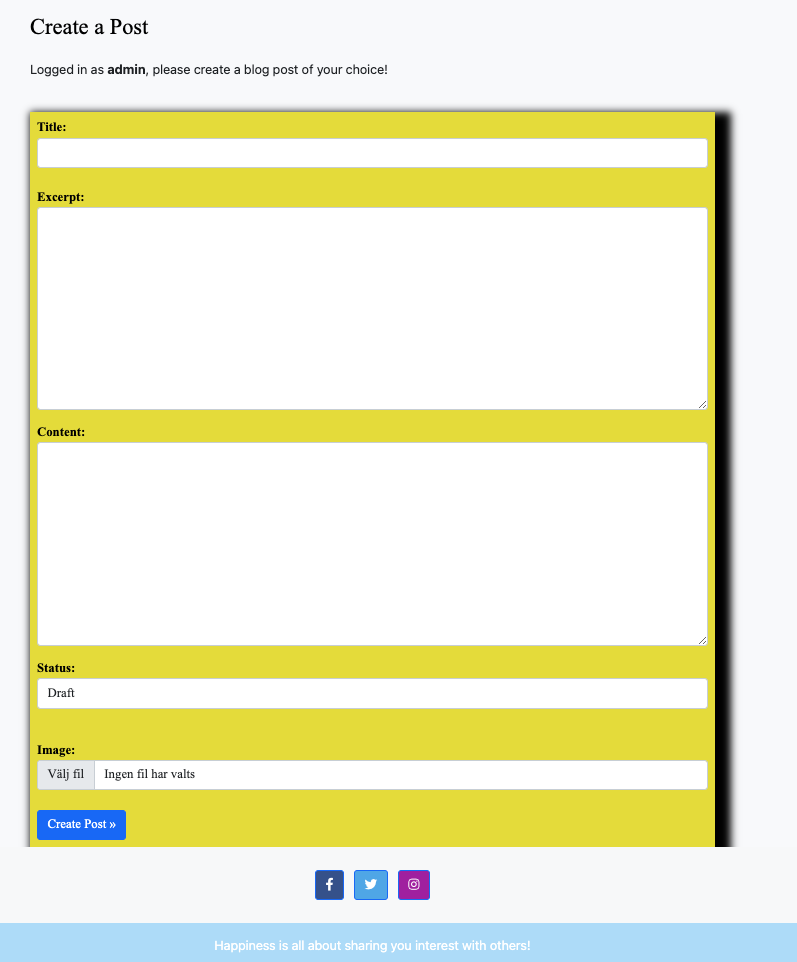 Create a Post
Logged in as admin, please create a blog post of your choice!
Title:
Excerpt:
Content:
Status:
Draft
Image:
Välj fil Ingen fil har valts
Create Post »
Happiness is all about sharing you interest with others!